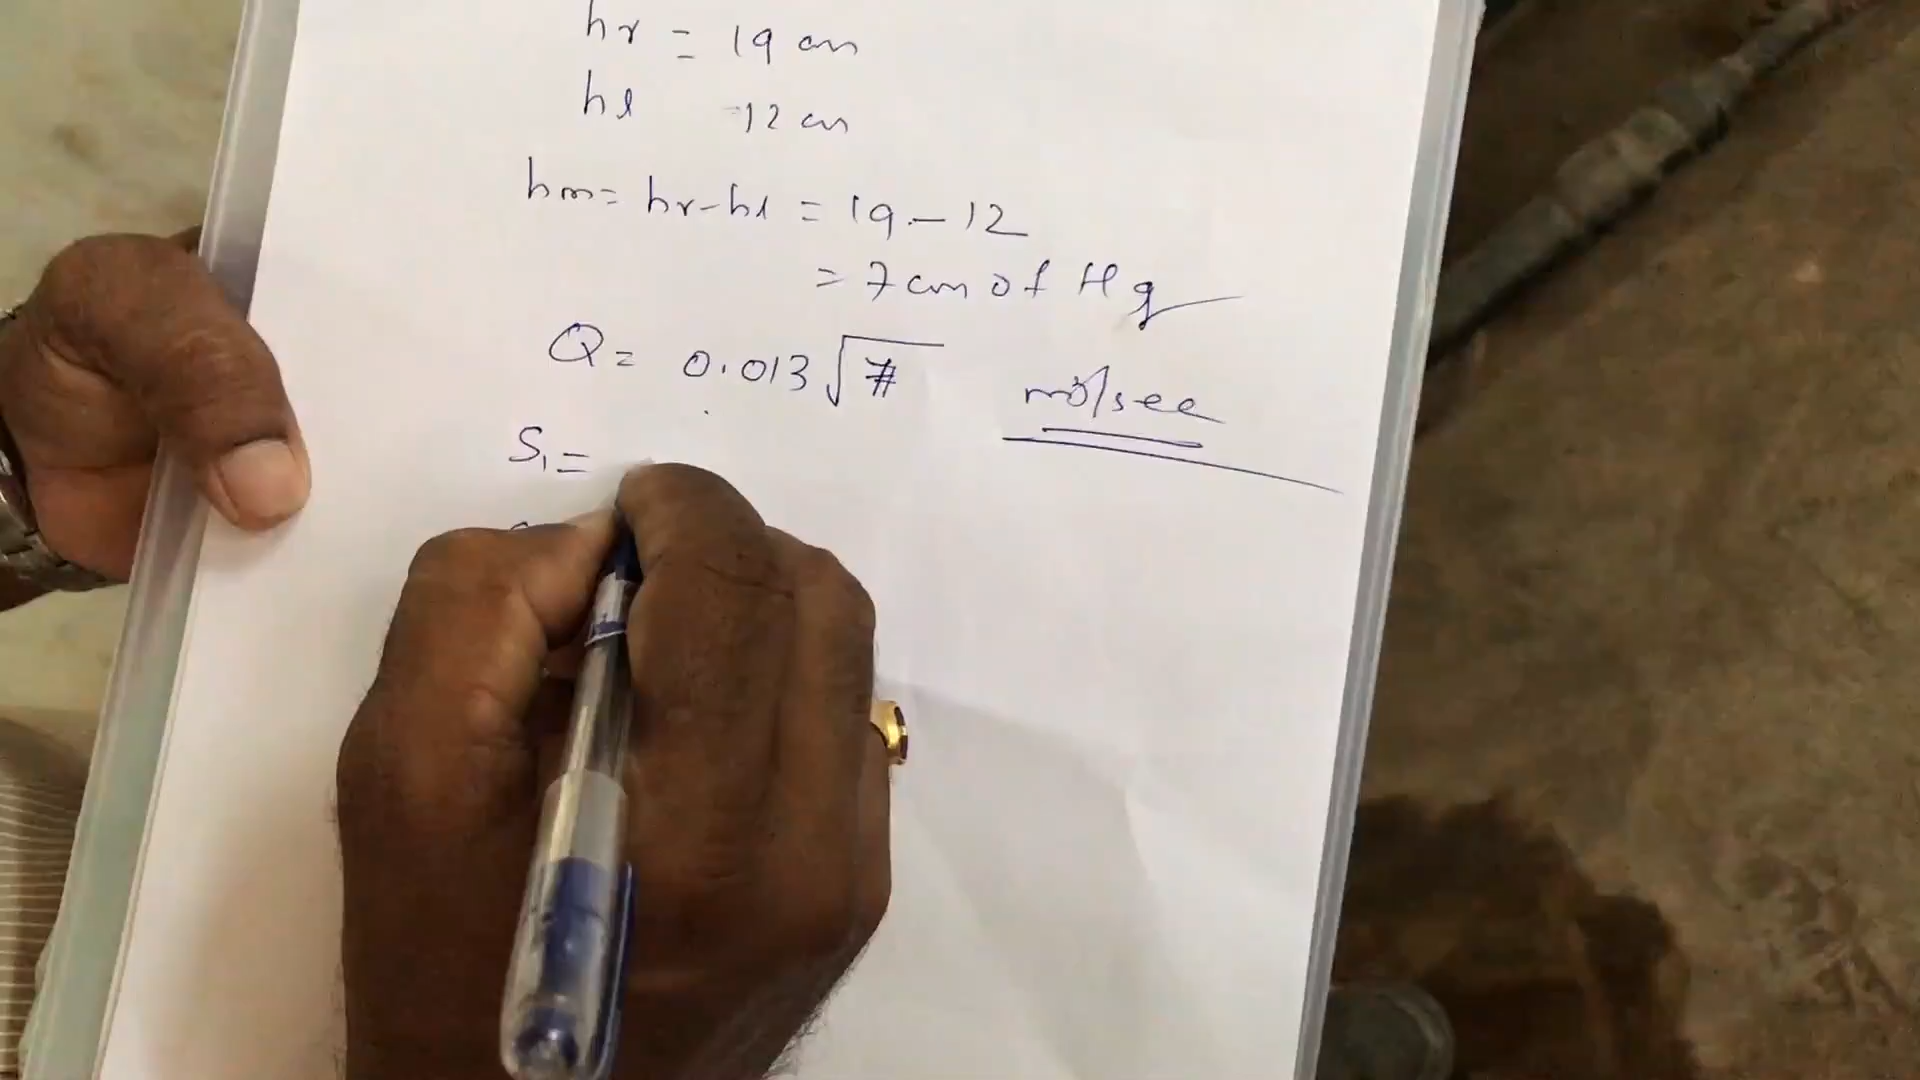 hr = 19 cm
hl 12 cm
hm = hr-hl = 19 - 12
= 7 cm of Hg
Q = 0.013 √7 m3/sec
S1 =